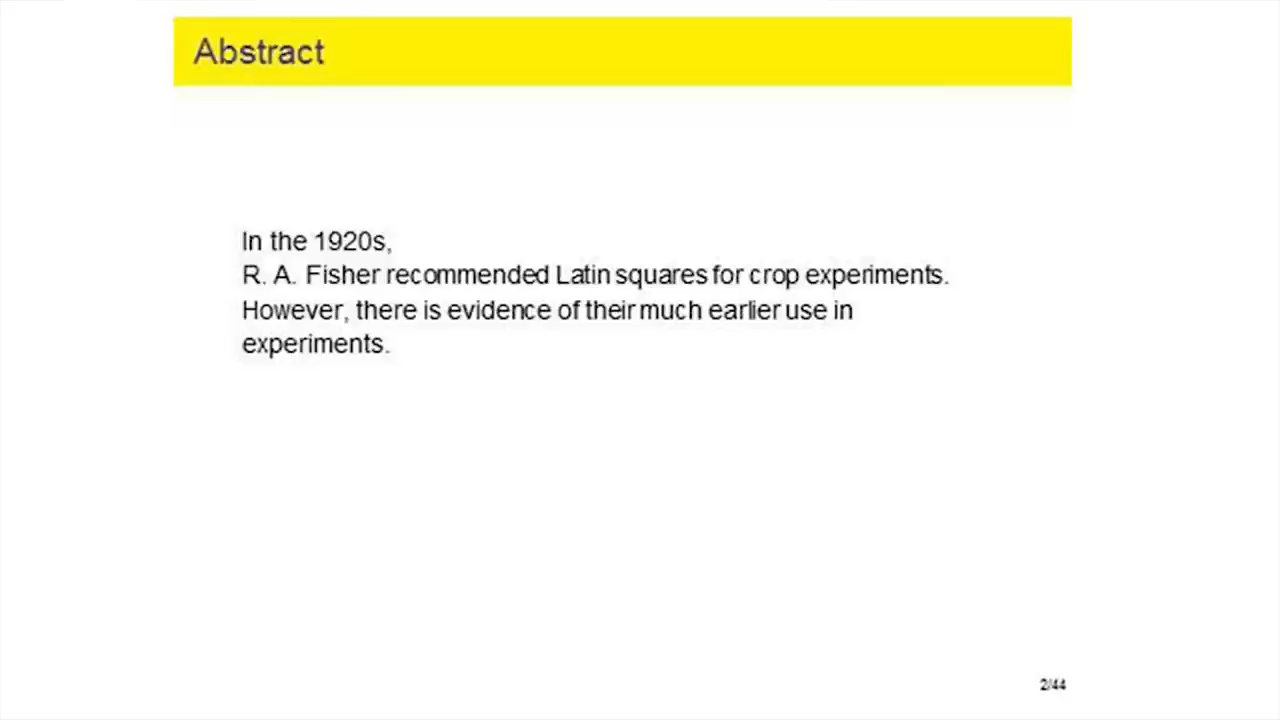 Abstract
In the 1920s,
R. A. Fisher recommended Latin squares for crop experiments.
However, there is evidence of their much earlier use in
experiments.
2/44